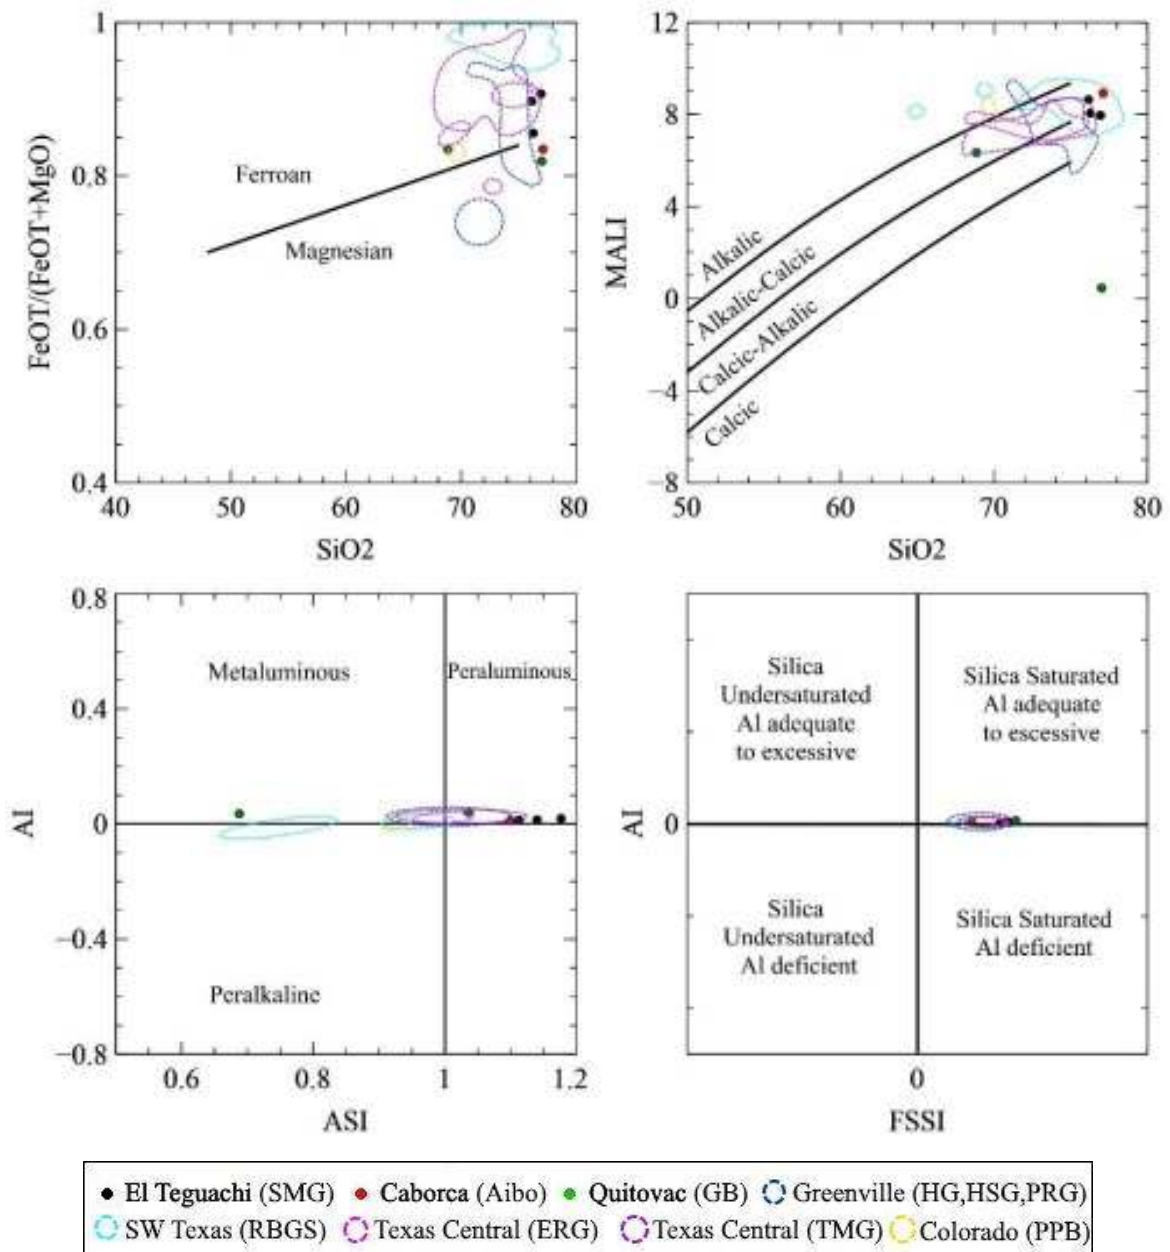 1
0.8
0.6
0.4
40
50
60
70
80
FeOT/(FeOT+MgO)
SiO2
Ferroan
Magnesian
12
8
4
0
−4
−8
50
60
70
80
MALI
SiO2
Alkalic
Alkalic-Calcic
Calcic-Alkalic
Calcic
0.8
0.4
0
−0.4
−0.8
0.6
0.8
1
1.2
AI
ASI
Metaluminous
Peraluminous
Peralkaline
AI
0
0
FSSI
Silica
Undersaturated
Al adequate
to excessive
Silica Saturated
Al adequate
to escessive
Silica
Undersaturated
Al deficient
Silica Saturated
Al deficient
El Teguachi (SMG) Caborca (Aibo) Quitovac (GB) Greenville (HG,HSG,PRG)
SW Texas (RBGS) Texas Central (ERG) Texas Central (TMG) Colorado (PPB)